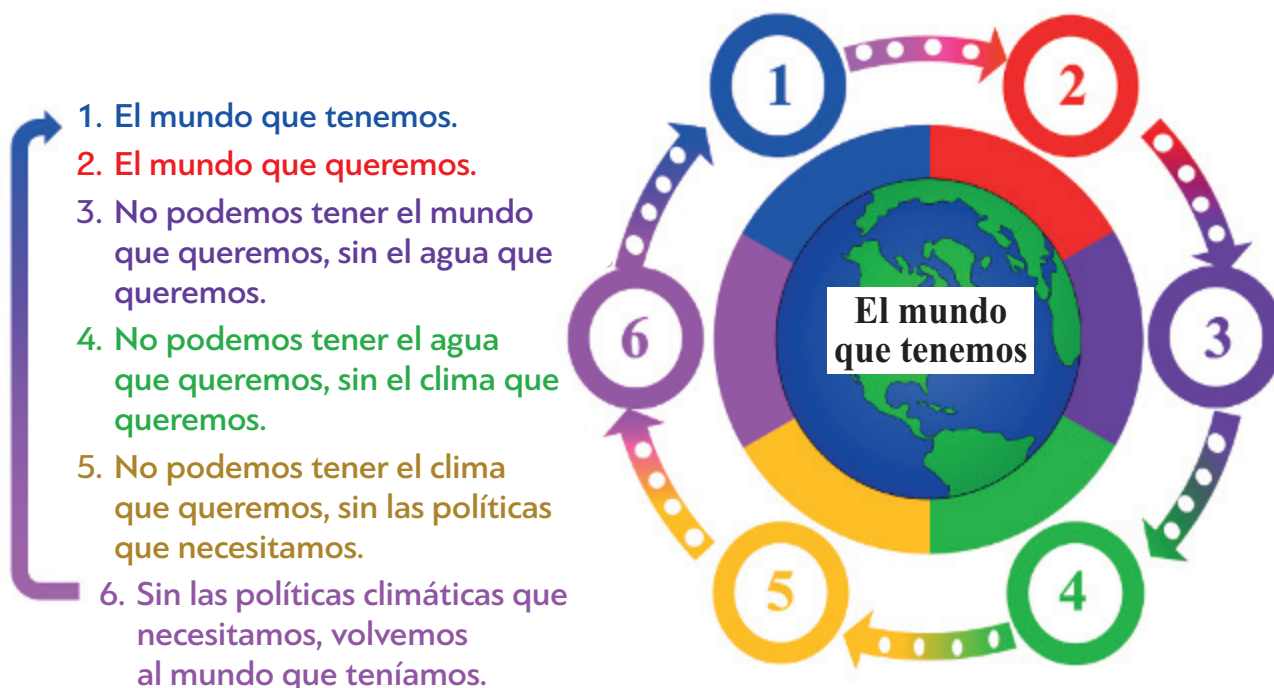 1. El mundo que tenemos.
2. El mundo que queremos.
3. No podemos tener el mundo
que queremos, sin el agua que
queremos.
4. No podemos tener el agua
que queremos, sin el clima que
queremos.
5. No podemos tener el clima
que queremos, sin las políticas
que necesitamos.
6. Sin las políticas climáticas que
necesitamos, volvemos
al mundo que teníamos.
1
2
3
4
5
6
El mundo
que tenemos